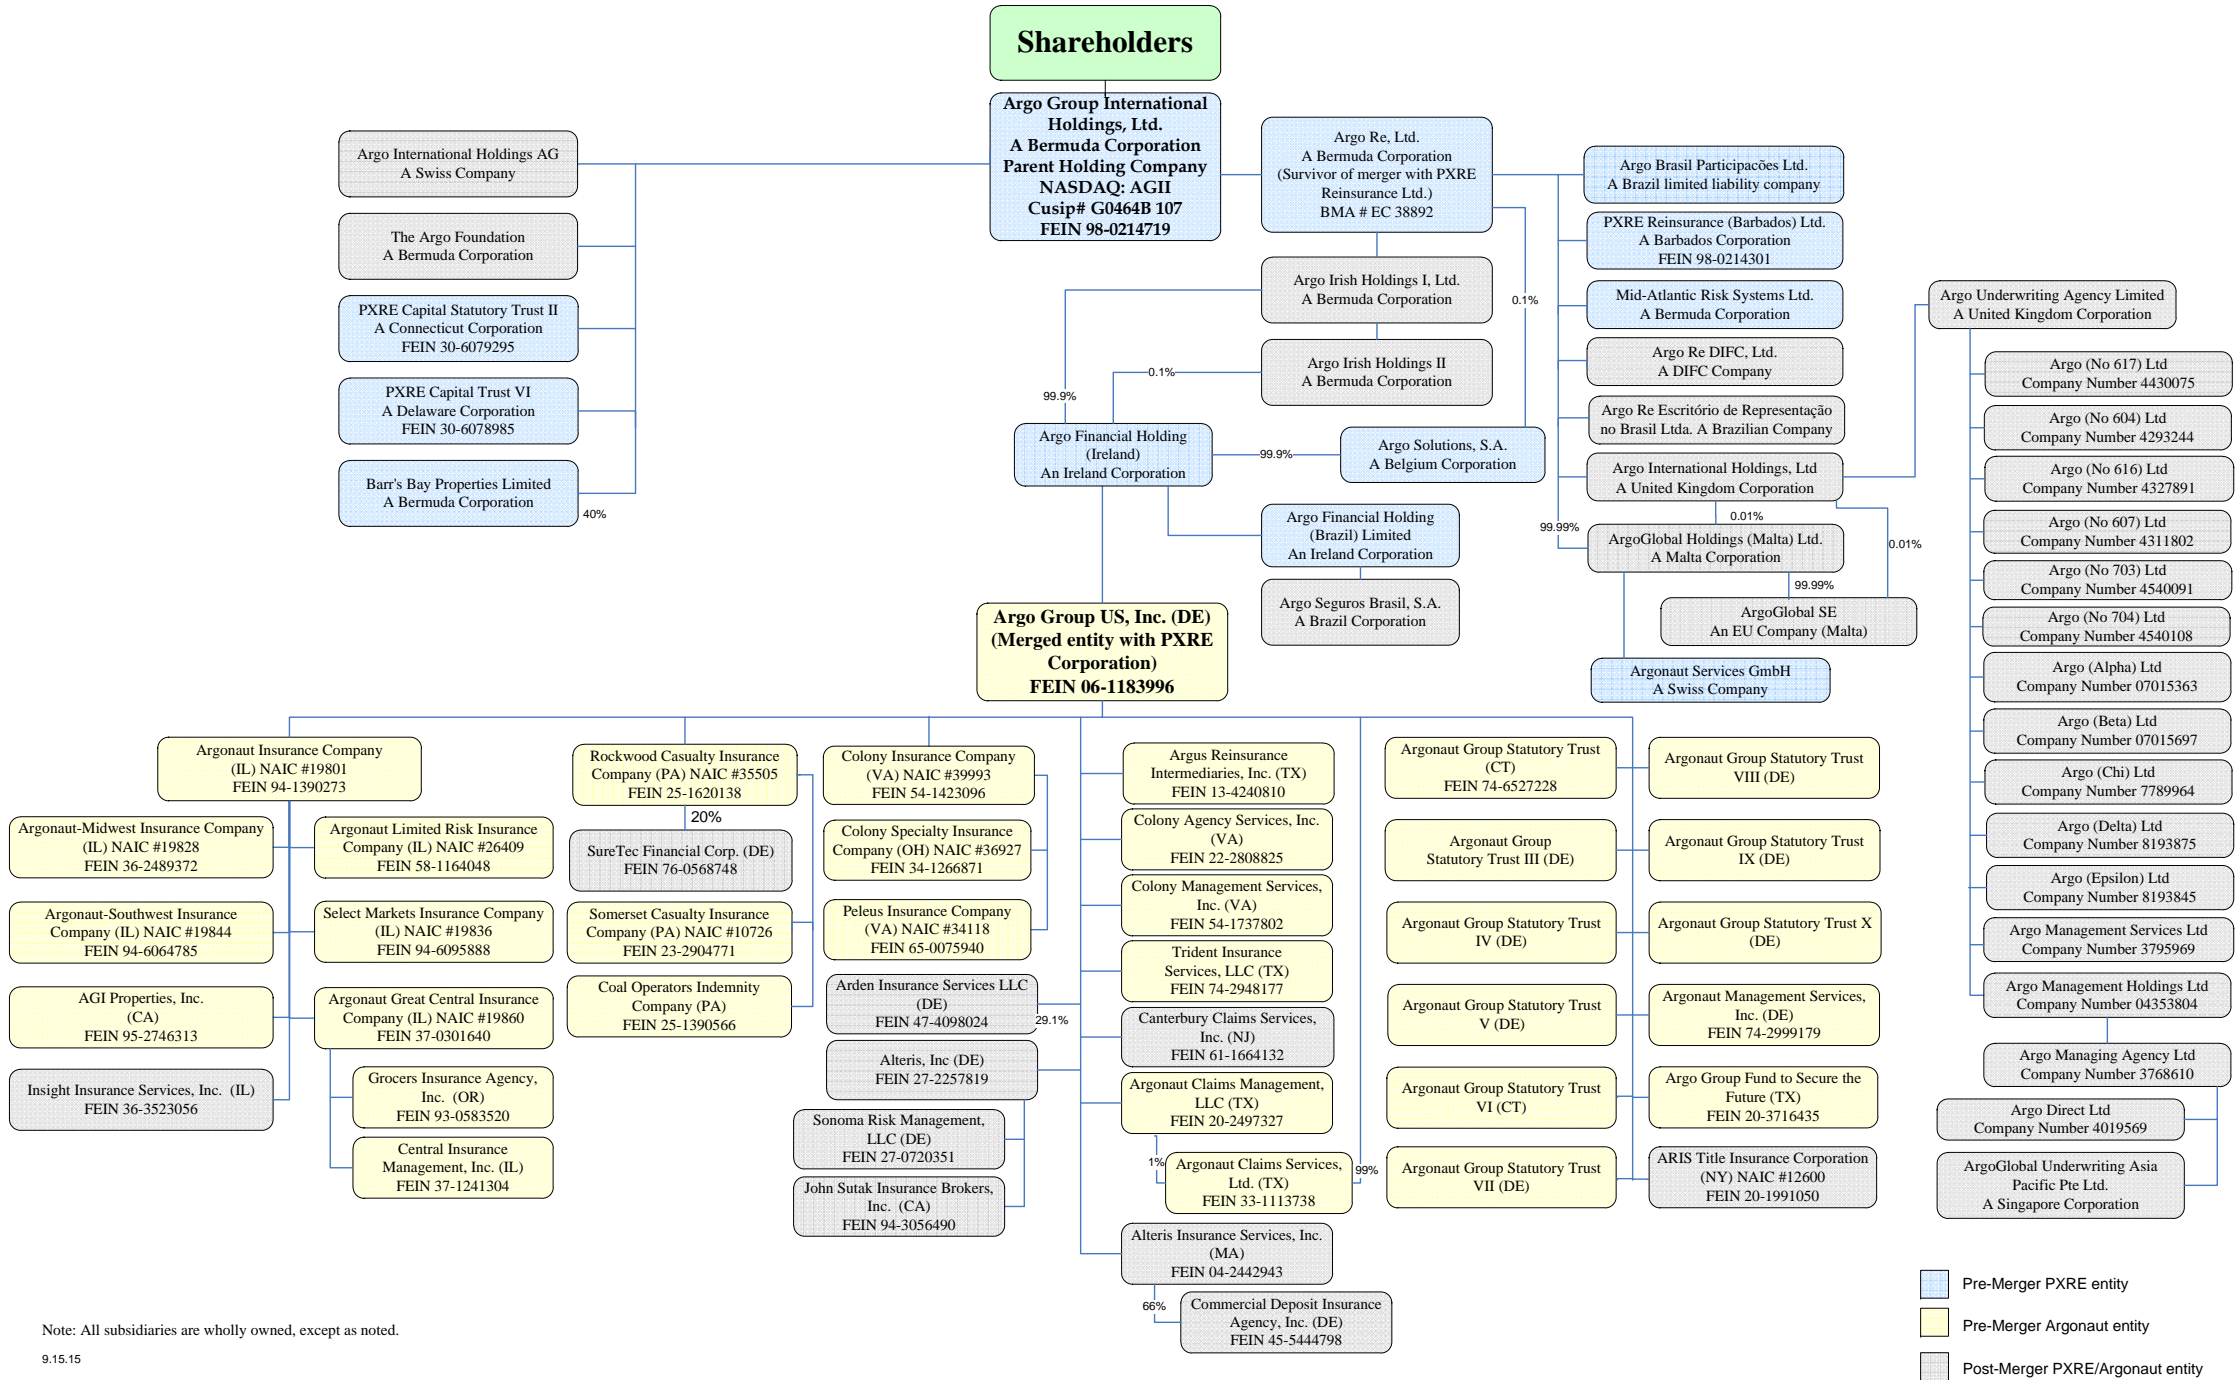 Shareholders
Argo Group International
Holdings, Ltd.
A Bermuda Corporation
Parent Holding Company
NASDAQ: AGII
Cusip# G0464B 107
FEIN 98-0214719
Argo International Holdings AG
A Swiss Company
The Argo Foundation
A Bermuda Corporation
PXRE Capital Statutory Trust II
A Connecticut Corporation
FEIN 30-6079295
PXRE Capital Trust VI
A Delaware Corporation
FEIN 30-6078985
Barr's Bay Properties Limited
A Bermuda Corporation
40%
Argo Re, Ltd.
A Bermuda Corporation
(Survivor of merger with PXRE
Reinsurance Ltd.)
BMA # EC 38892
Argo Irish Holdings I, Ltd.
A Bermuda Corporation
0.1%
Argo Irish Holdings II
A Bermuda Corporation
0.1%
99.9%
Argo Financial Holding
(Ireland)
An Ireland Corporation
99.9%
Argo Solutions, S.A.
A Belgium Corporation
Argo Financial Holding
(Brazil) Limited
An Ireland Corporation
Argo Seguros Brasil, S.A.
A Brazil Corporation
Argo Brasil Participacões Ltd.
A Brazil limited liability company
PXRE Reinsurance (Barbados) Ltd.
A Barbados Corporation
FEIN 98-0214301
Mid-Atlantic Risk Systems Ltd.
A Bermuda Corporation
Argo Re DIFC, Ltd.
A DIFC Company
Argo Re Escritório de Representação
no Brasil Ltda. A Brazilian Company
Argo International Holdings, Ltd
A United Kingdom Corporation
0.01%
99.99%
ArgoGlobal Holdings (Malta) Ltd.
A Malta Corporation
0.01%
99.99%
ArgoGlobal SE
An EU Company (Malta)
Argonaut Services GmbH
A Swiss Company
Argo Underwriting Agency Limited
A United Kingdom Corporation
Argo (No 617) Ltd
Company Number 4430075
Argo (No 604) Ltd
Company Number 4293244
Argo (No 616) Ltd
Company Number 4327891
Argo (No 607) Ltd
Company Number 4311802
Argo (No 703) Ltd
Company Number 4540091
Argo (No 704) Ltd
Company Number 4540108
Argo (Alpha) Ltd
Company Number 07015363
Argo (Beta) Ltd
Company Number 07015697
Argo (Chi) Ltd
Company Number 7789964
Argo (Delta) Ltd
Company Number 8193875
Argo (Epsilon) Ltd
Company Number 8193845
Argo Management Services Ltd
Company Number 3795969
Argo Management Holdings Ltd
Company Number 04353804
Argo Managing Agency Ltd
Company Number 3768610
Argo Direct Ltd
Company Number 4019569
ArgoGlobal Underwriting Asia
Pacific Pte Ltd.
A Singapore Corporation
Argo Group US, Inc. (DE)
(Merged entity with PXRE
Corporation)
FEIN 06-1183996
Argonaut Insurance Company
(IL) NAIC #19801
FEIN 94-1390273
Argonaut-Midwest Insurance Company
(IL) NAIC #19828
FEIN 36-2489372
Argonaut Limited Risk Insurance
Company (IL) NAIC #26409
FEIN 58-1164048
Argonaut-Southwest Insurance
Company (IL) NAIC #19844
FEIN 94-6064785
Select Markets Insurance Company
(IL) NAIC #19836
FEIN 94-6095888
AGI Properties, Inc.
(CA)
FEIN 95-2746313
Argonaut Great Central Insurance
Company (IL) NAIC #19860
FEIN 37-0301640
Insight Insurance Services, Inc. (IL)
FEIN 36-3523056
Grocers Insurance Agency,
Inc. (OR)
FEIN 93-0583520
Central Insurance
Management, Inc. (IL)
FEIN 37-1241304
Rockwood Casualty Insurance
Company (PA) NAIC #35505
FEIN 25-1620138
20%
SureTec Financial Corp. (DE)
FEIN 76-0568748
Somerset Casualty Insurance
Company (PA) NAIC #10726
FEIN 23-2904771
Coal Operators Indemnity
Company (PA)
FEIN 25-1390566
Colony Insurance Company
(VA) NAIC #39993
FEIN 54-1423096
Colony Specialty Insurance
Company (OH) NAIC #36927
FEIN 34-1266871
Peleus Insurance Company
(VA) NAIC #34118
FEIN 65-0075940
Arden Insurance Services LLC
(DE)
FEIN 47-4098024
29.1%
Alteris, Inc (DE)
FEIN 27-2257819
Sonoma Risk Management,
LLC (DE)
FEIN 27-0720351
John Sutak Insurance Brokers,
Inc. (CA)
FEIN 94-3056490
Argus Reinsurance
Intermediaries, Inc. (TX)
FEIN 13-4240810
Colony Agency Services, Inc.
(VA)
FEIN 22-2808825
Colony Management Services,
Inc. (VA)
FEIN 54-1737802
Trident Insurance
Services, LLC (TX)
FEIN 74-2948177
Canterbury Claims Services,
Inc. (NJ)
FEIN 61-1664132
Argonaut Claims Management,
LLC (TX)
FEIN 20-2497327
1%
Argonaut Claims Services,
Ltd. (TX)
FEIN 33-1113738
99%
Alteris Insurance Services, Inc.
(MA)
FEIN 04-2442943
66%
Commercial Deposit Insurance
Agency, Inc. (DE)
FEIN 45-5444798
Argonaut Group Statutory Trust
(CT)
FEIN 74-6527228
Argonaut Group Statutory Trust
VIII (DE)
Argonaut Group
Statutory Trust III (DE)
Argonaut Group Statutory Trust
IX (DE)
Argonaut Group Statutory Trust
IV (DE)
Argonaut Group Statutory Trust X
(DE)
Argonaut Group Statutory Trust
V (DE)
Argonaut Management Services,
Inc. (DE)
FEIN 74-2999179
Argonaut Group Statutory Trust
VI (CT)
Argo Group Fund to Secure the
Future (TX)
FEIN 20-3716435
Argonaut Group Statutory Trust
VII (DE)
ARIS Title Insurance Corporation
(NY) NAIC #12600
FEIN 20-1991050
Pre-Merger PXRE entity
Pre-Merger Argonaut entity
Post-Merger PXRE/Argonaut entity
Note: All subsidiaries are wholly owned, except as noted.
9.15.15